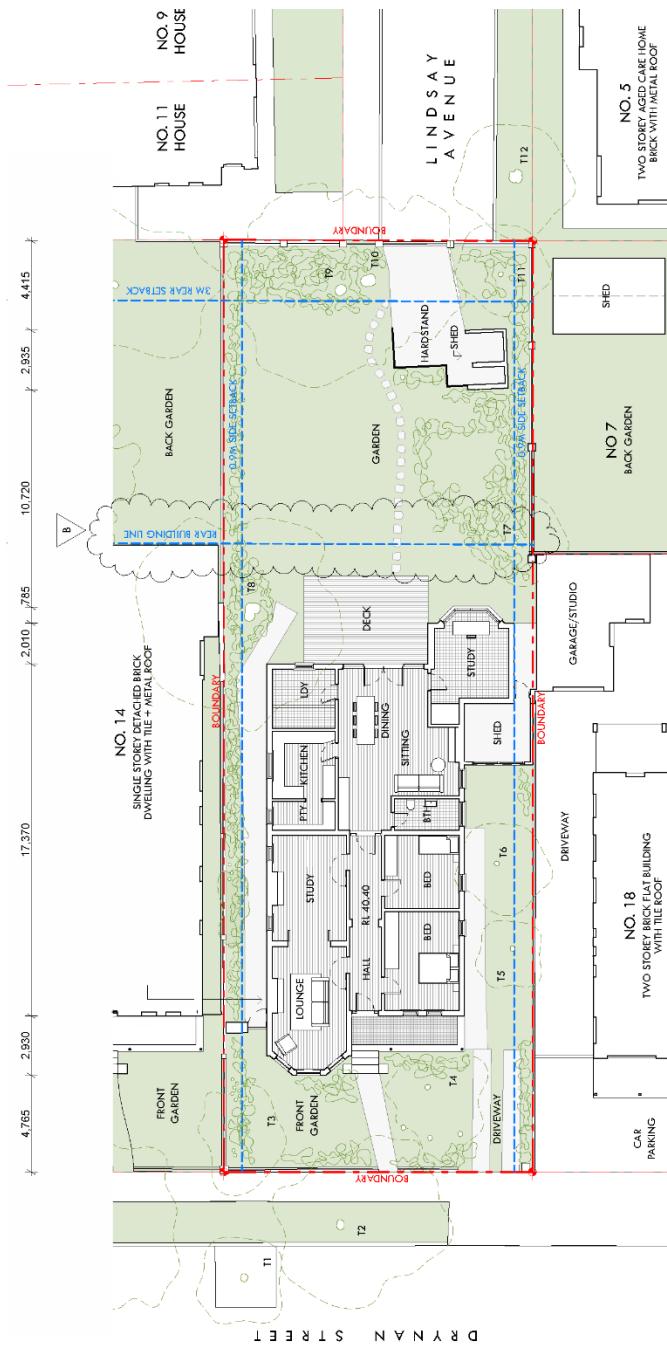 NO. 9
HOUSE
NO. 11
HOUSE
LINDSAY
AVENUE
NO. 5
TWO STOREY AGED CARE HOME
BRICK WITH METAL ROOF
T12
BOUNDARY
4,415
3M REAR SETBACK
T9
T10
T11
HARDSTAND
SHED
SHED
2,935
BACK GARDEN
0.9M SIDE SETBACK
GARDEN
0.9M SIDE SETBACK
NO 7
BACK GARDEN
10,720
B
REAR BUILDING LINE
T7
T8
785
DECK
2,010
STUDY
GARAGE/STUDIO
NO. 14
SINGLE STOREY DETACHED BRICK
DWELLING WITH TILE + METAL ROOF
BOUNDARY
LDY
DINING
SITTING
SHED
BOUNDARY
KITCHEN
PTY
BTH
17,370
STUDY
RL 40.40
BED
T6
DRIVEWAY
NO. 18
TWO STOREY BRICK FLAT BUILDING
WITH TILE ROOF
LOUNGE
HALL
BED
T5
2,930
FRONT
GARDEN
T3
FRONT
GARDEN
T4
DRIVEWAY
4,765
CAR
PARKING
BOUNDARY
T2
T1
DRYNAN STREET